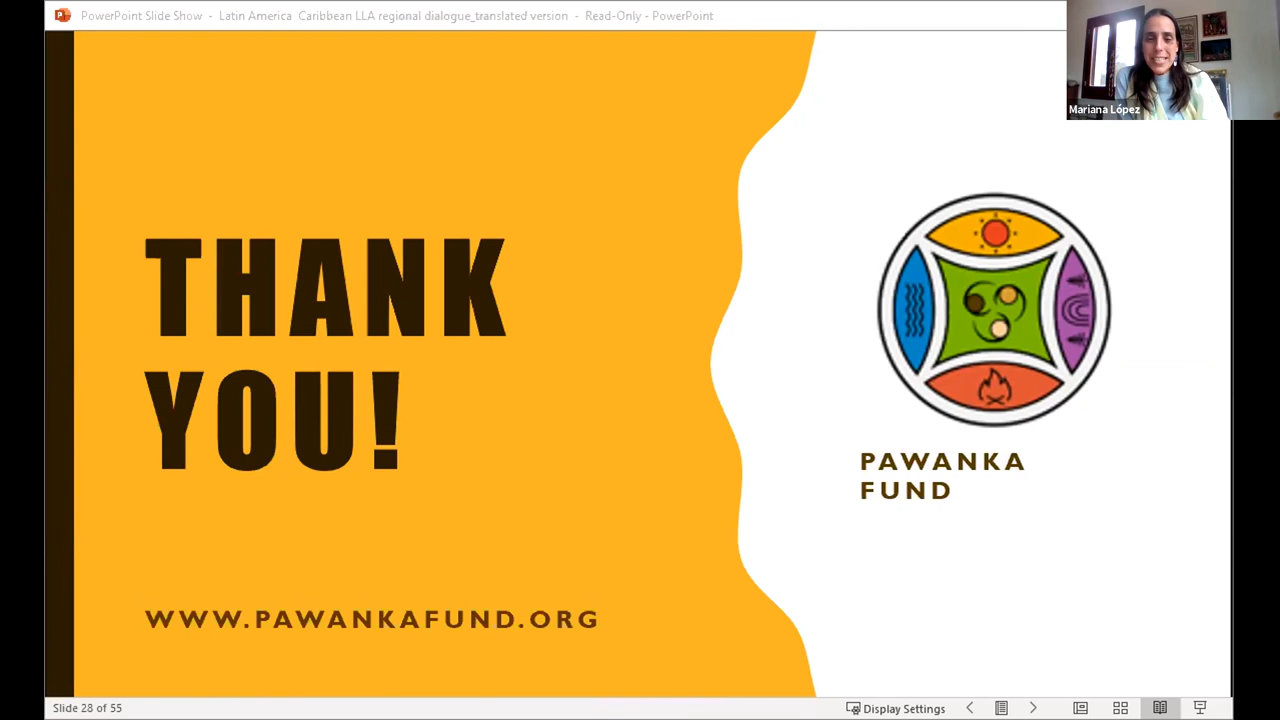 PowerPoint Slide Show - Latin America Caribbean LLA regional dialogue_translated version - Read-Only - PowerPoint
Mariana López
THANK
YOU!
PAWANKA
FUND
WWW.PAWANKAFUND.ORG
Slide 28 of 55
Display Settings